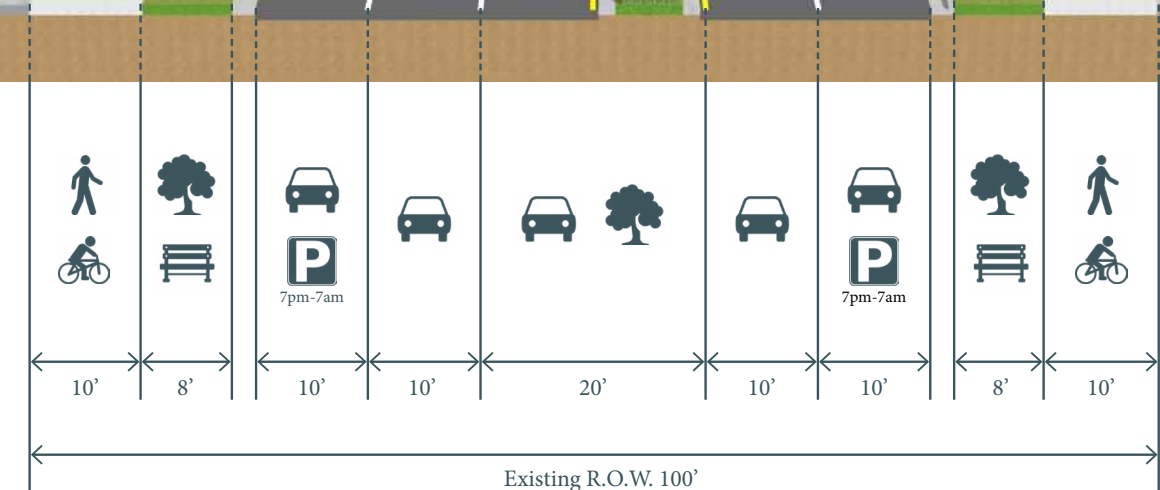 P P
7pm-7am 7pm-7am
10’ 8’ 10’ 10’ 20’ 10’ 10’ 8’ 10’
Existing R.O.W. 100’